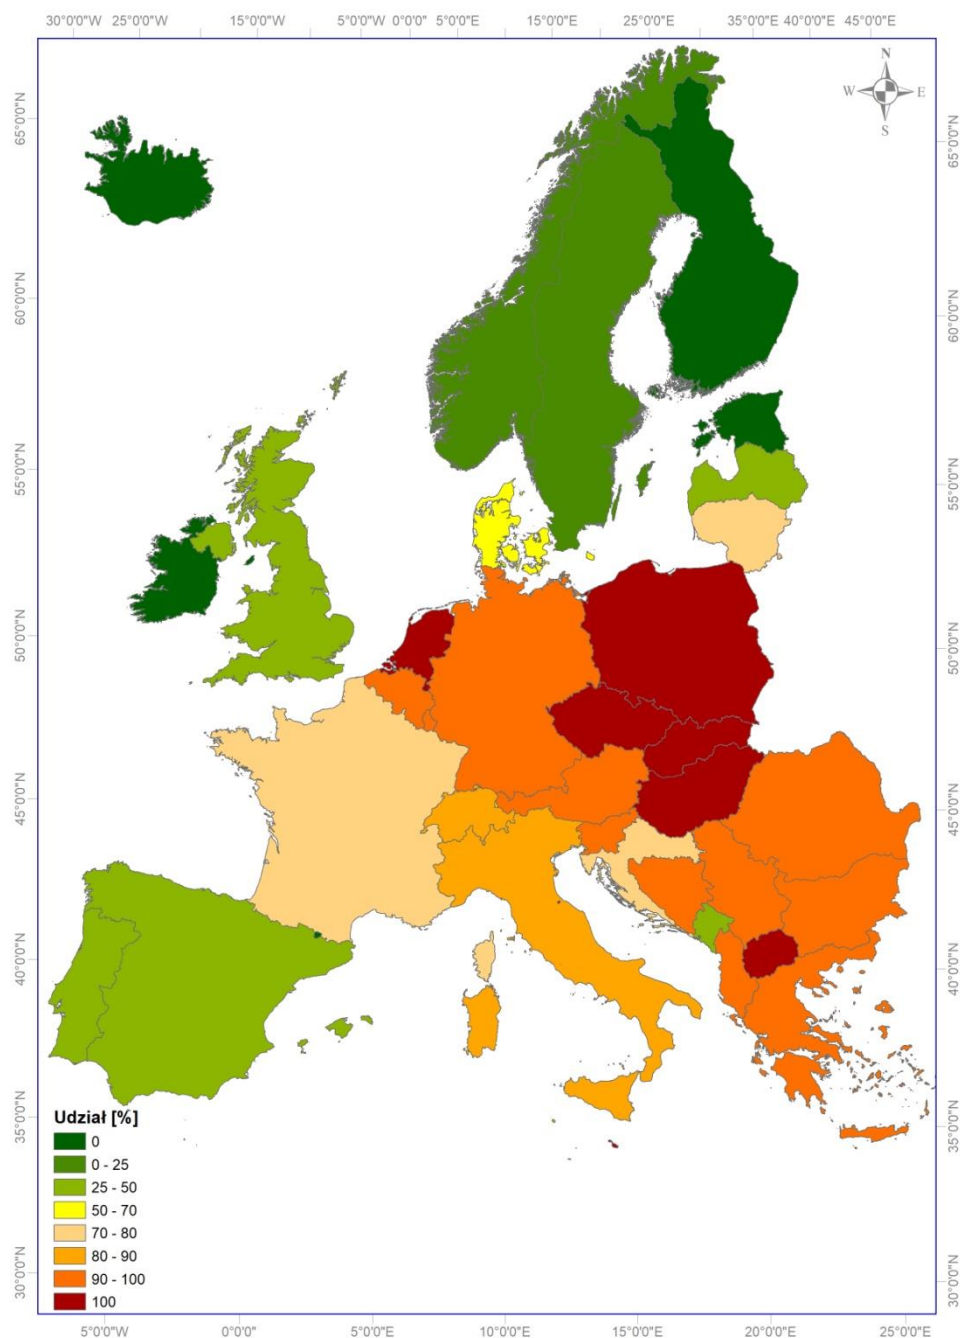 30°0'0"W 25°0'0"W 15°0'0"W 5°0'0"W 0°0'0" 5°0'0"E 15°0'0"E 25°0'0"E 35°0'0"E 40°0'0"E 45°0'0"E
N
W E
S
65°0'0"N 65°0'0"N
60°0'0"N 60°0'0"N
55°0'0"N 55°0'0"N
50°0'0"N 50°0'0"N
45°0'0"N 45°0'0"N
40°0'0"N 40°0'0"N
35°0'0"N 35°0'0"N
Udział [%]
0
0 - 25
25 - 50
50 - 70
70 - 80
80 - 90
90 - 100
100
30°0'0"N 30°0'0"N
5°0'0"W 0°0'0" 5°0'0"E 10°0'0"E 15°0'0"E 20°0'0"E 25°0'0"E